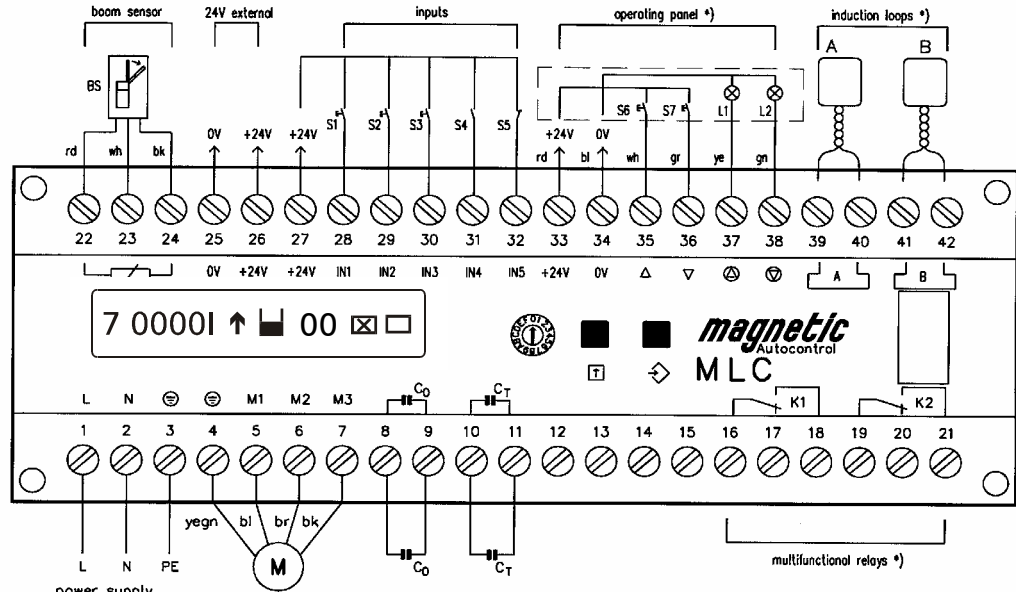 boom sensor 24V external inputs operating panel *) induction loops *)
A B
BS
S1 S2 S3 S4 S5 S6 S7 L1 L2
0V +24V +24V +24V 0V
rd wh bk rd bl wh gr ye gn
22 23 24 25 26 27 28 29 30 31 32 33 34 35 36 37 38 39 40 41 42
0V +24V +24V IN1 IN2 IN3 IN4 IN5 +24V 0V A B
7 0000I 00
0123456789ABCDEF
magnetic
Autocontrol
MLC
L N M1 M2 M3 C0 CT K1 K2
1 2 3 4 5 6 7 8 9 10 11 12 13 14 15 16 17 18 19 20 21
yegn bl br bk
L N PE M C0 CT
multifunctional relays *)
power supply